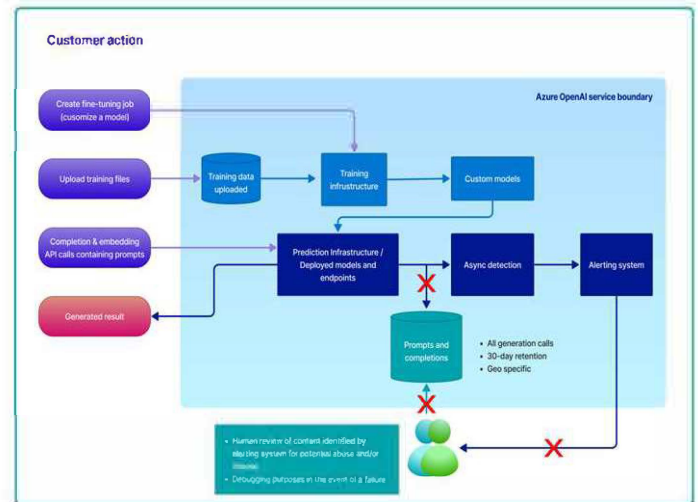 Customer action
Azure OpenAI service boundary
Create fine-tuning job
(cusomize a model)
Upload training files
Training data
uploaded
Training
infrustructure
Custom models
Completion & embedding
API calls containing prompts
Prediction Infrastructure /
Deployed models and
endpoints
Async detection
Alerting system
Generated result
Prompts and
completions
• All generation calls
• 30-day retention
• Geo specific
• Human review of content identified by
alerting system for potential abuse and/or
• Debugging purposes in the event of a failure